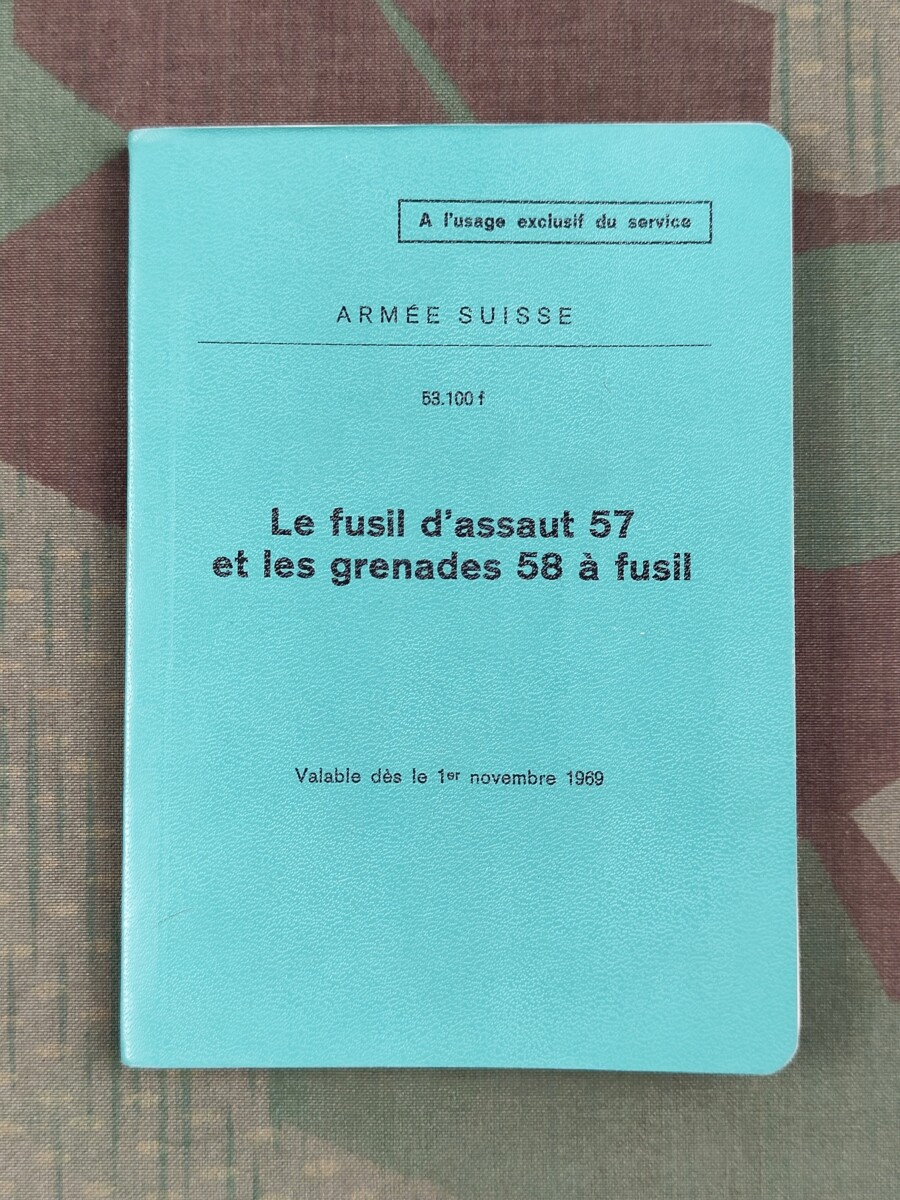 A l'usage exclusif du service
ARMÉE SUISSE
53.100 f
Le fusil d'assaut 57
et les grenades 58 à fusil
Valable dès le 1er novembre 1969